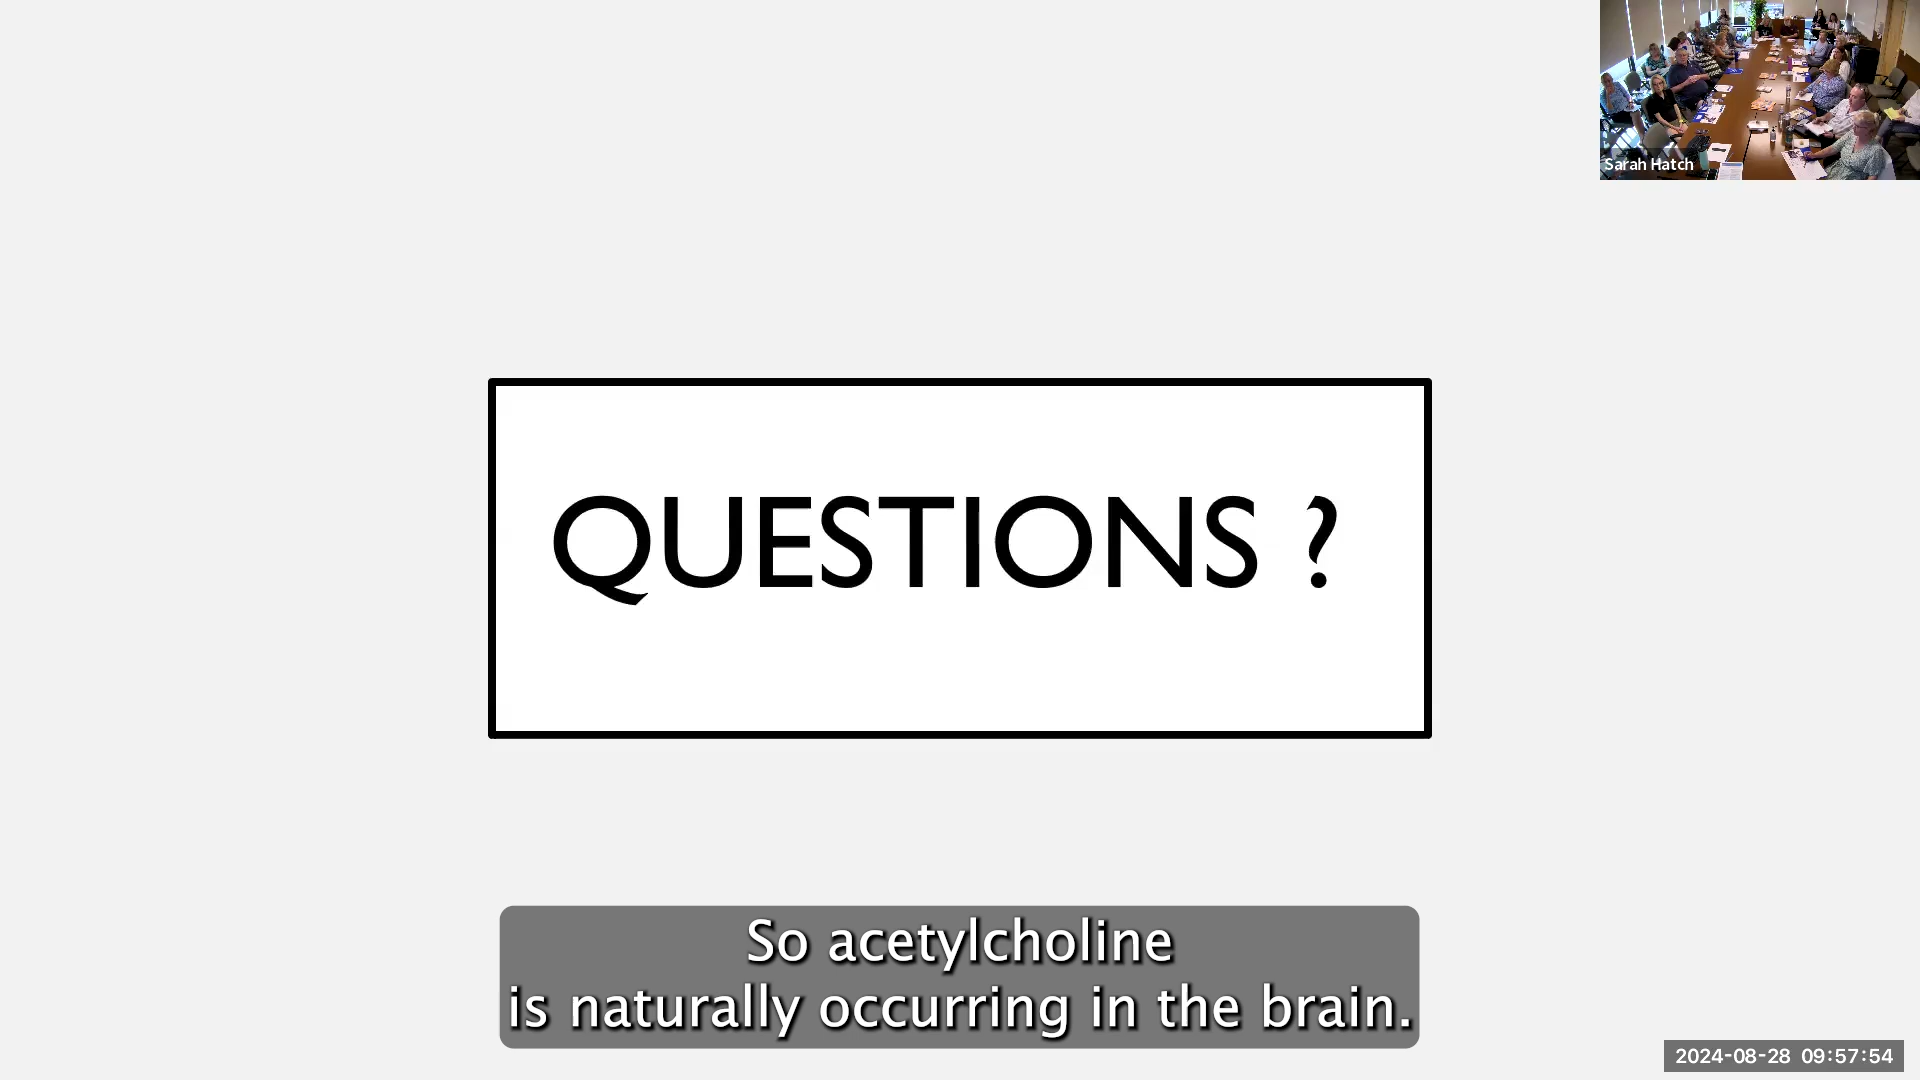 Sarah Hatch
QUESTIONS ?
So acetylcholine
is naturally occurring in the brain.
2024-08-28 09:57:54